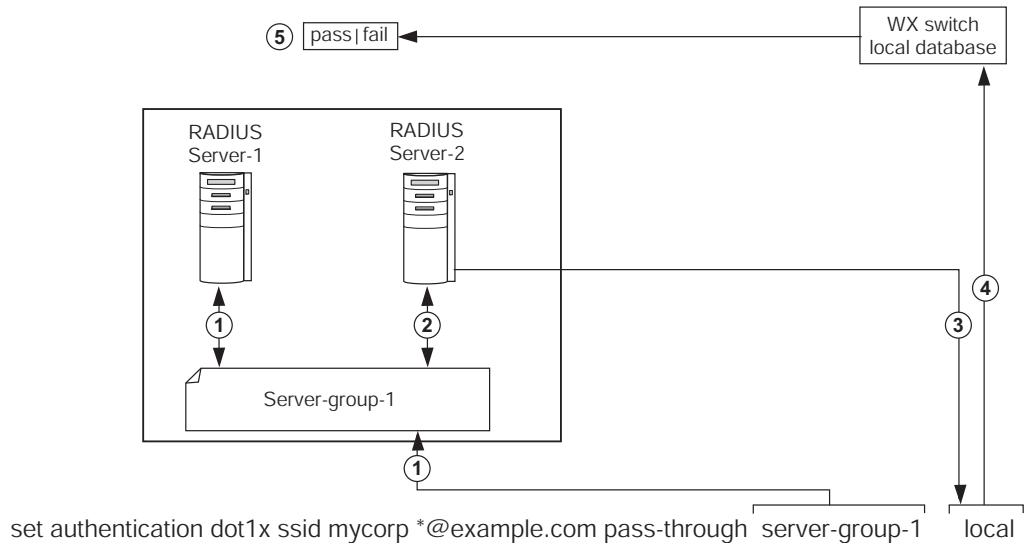 5 pass|fail
WX switch
local database
RADIUS
Server-1
RADIUS
Server-2
1
2
3
4
Server-group-1
1
set authentication dot1x ssid mycorp *@example.com pass-through server-group-1 local